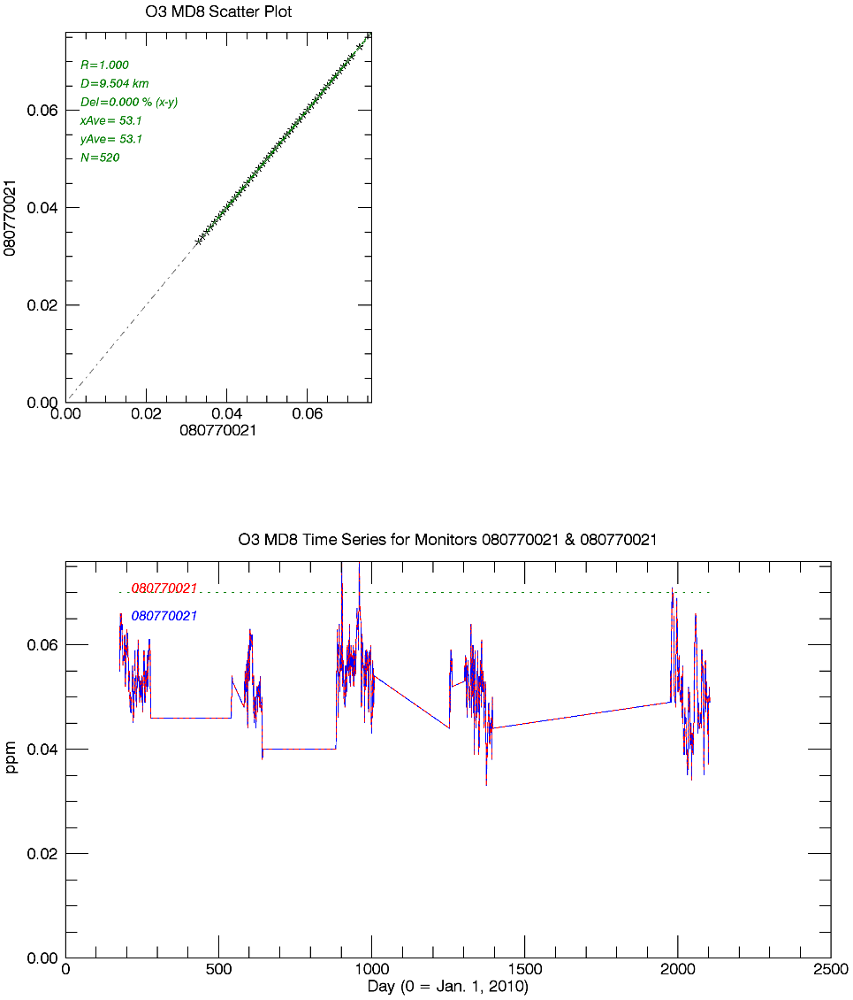 O3 MD8 Scatter Plot
R=1.000
D=9.504 km
Del=0.000 % (x-y)
xAve= 53.1
yAve= 53.1
N=520
0.06
0.04
0.02
0.00
080770021
0.00 0.02 0.04 0.06
080770021
O3 MD8 Time Series for Monitors 080770021 & 080770021
080770021
080770021
0.06
0.04
0.02
0.00
ppm
0 500 1000 1500 2000 2500
Day (0 = Jan. 1, 2010)